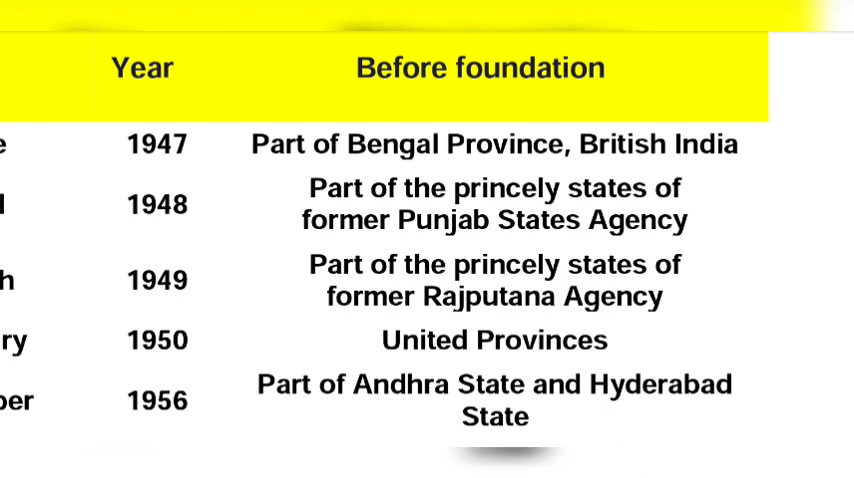 Year Before foundation
e 1947 Part of Bengal Province, British India
1948 Part of the princely states of
former Punjab States Agency
h 1949 Part of the princely states of
former Rajputana Agency
ry 1950 United Provinces
ber 1956 Part of Andhra State and Hyderabad
State